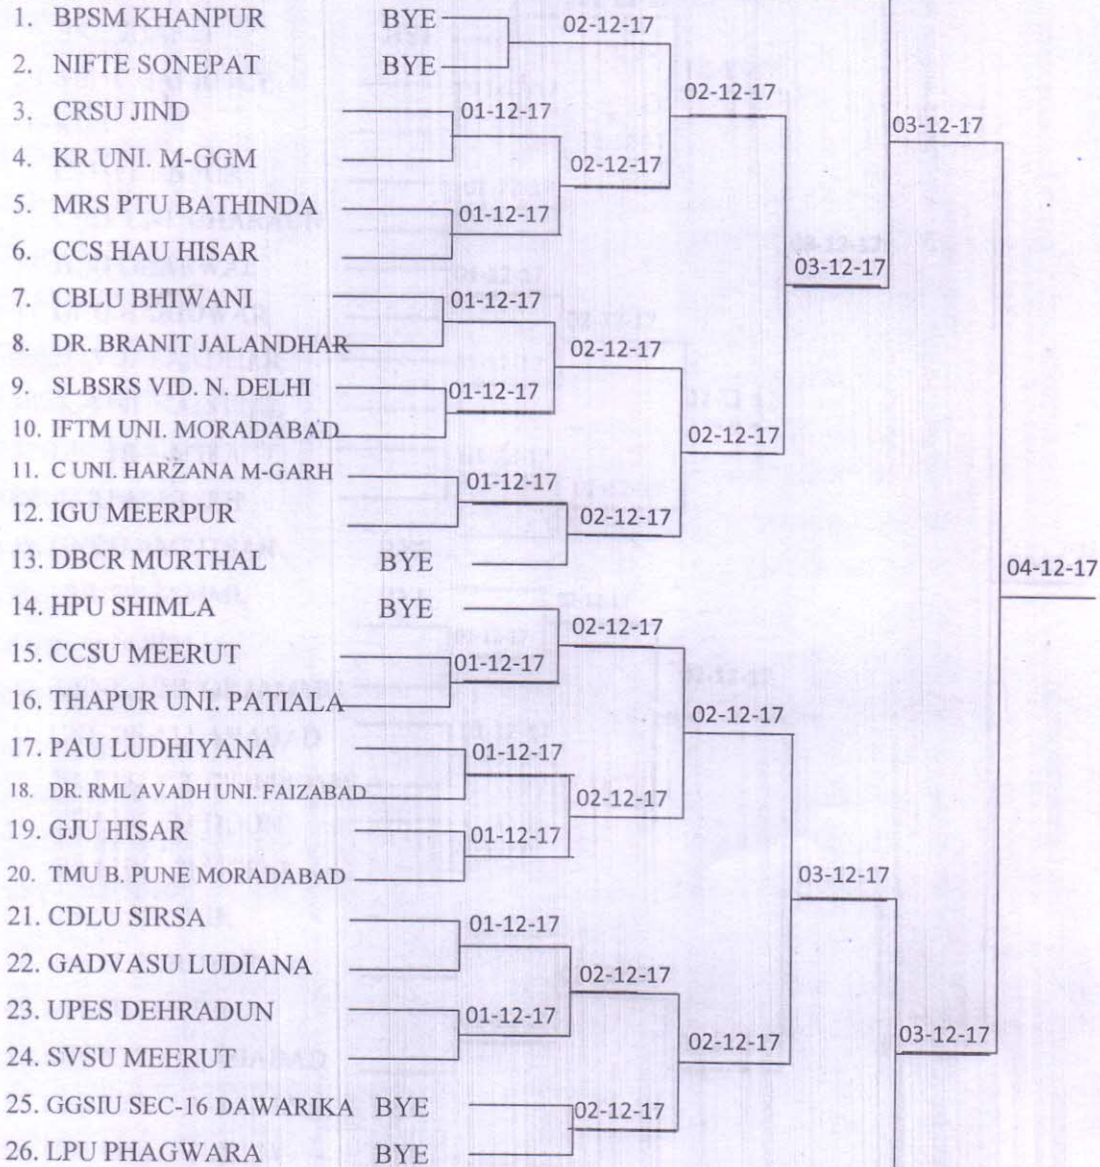 1. BPSM KHANPUR BYE
02-12-17
2. NIFTE SONEPAT BYE
02-12-17
3. CRSU JIND
01-12-17
03-12-17
4. KR UNI. M-GGM
02-12-17
5. MRS PTU BATHINDA
01-12-17
6. CCS HAU HISAR
03-12-17
7. CBLU BHIWANI
01-12-17
8. DR. BRANIT JALANDHAR
02-12-17
9. SLBSRS VID. N. DELHI
01-12-17
10. IFTM UNI. MORADABAD
02-12-17
11. C UNI. HARZANA M-GARH
01-12-17
12. IGU MEERPUR
02-12-17
13. DBCR MURTHAL BYE
04-12-17
14. HPU SHIMLA BYE
02-12-17
15. CCSU MEERUT
01-12-17
16. THAPUR UNI. PATIALA
02-12-17
17. PAU LUDHIYANA
01-12-17
18. DR. RML AVADH UNI. FAIZABAD
02-12-17
19. GJU HISAR
01-12-17
20. TMU B. PUNE MORADABAD
03-12-17
21. CDLU SIRSA
01-12-17
22. GADVASU LUDIANA
02-12-17
23. UPES DEHRADUN
01-12-17
03-12-17
24. SVSU MEERUT
02-12-17
25. GGSIU SEC-16 DAWARIKA BYE
02-12-17
26. LPU PHAGWARA BYE